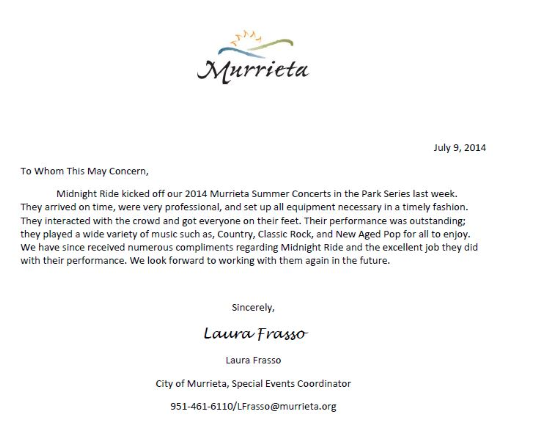 Murrieta
July 9, 2014
To Whom This May Concern,
Midnight Ride kicked off our 2014 Murrieta Summer Concerts in the Park Series last week.
They arrived on time, were very professional, and set up all equipment necessary in a timely fashion.
They interacted with the crowd and got everyone on their feet. Their performance was outstanding;
they played a wide variety of music such as, Country, Classic Rock, and New Aged Pop for all to enjoy.
We have since received numerous compliments regarding Midnight Ride and the excellent job they did
with their performance. We look forward to working with them again in the future.
Sincerely,
Laura Frasso
Laura Frasso
City of Murrieta, Special Events Coordinator
951-461-6110/LFrasso@murrieta.org